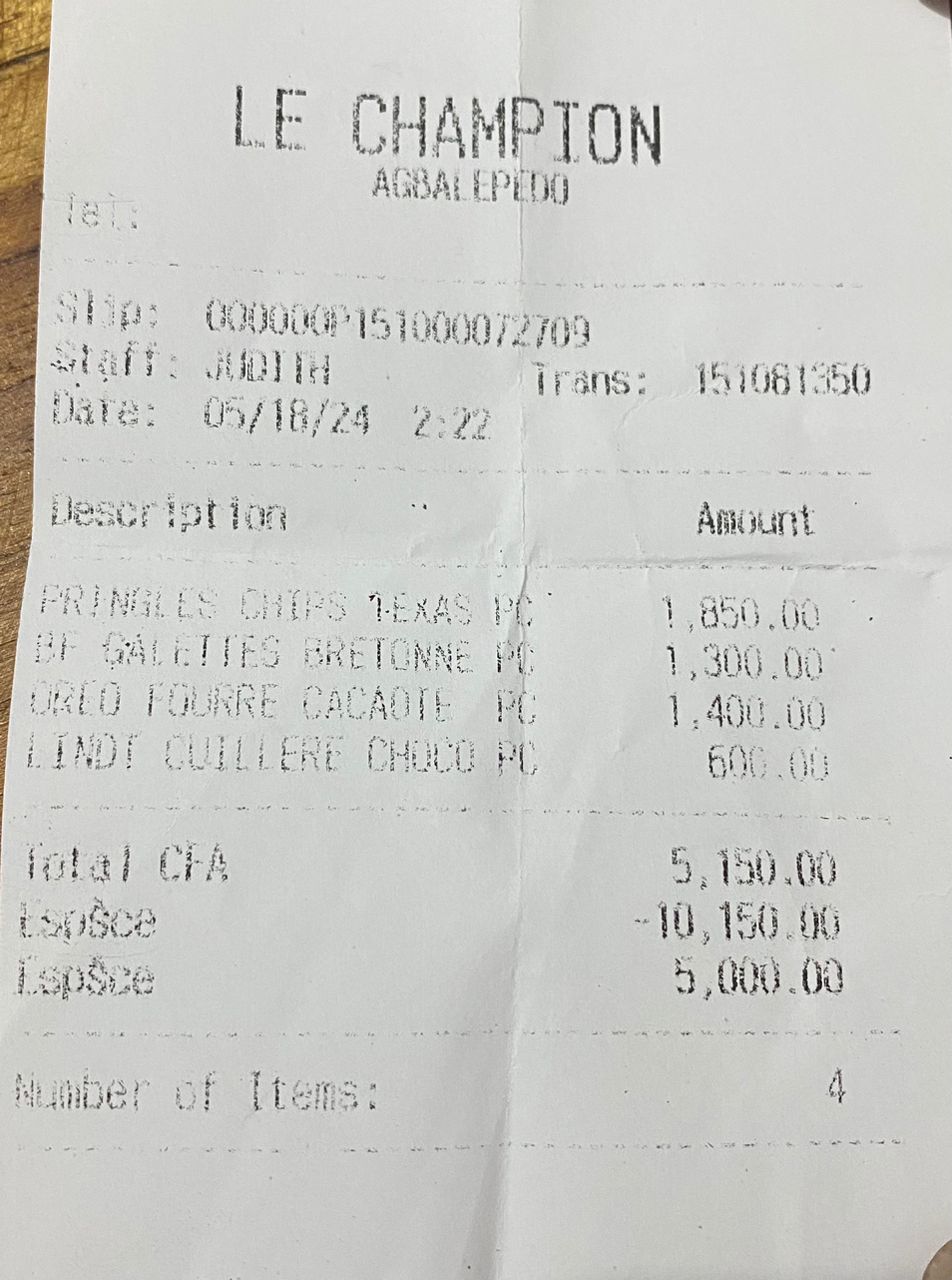 LE CHAMPION
AGBALEPEDO
Tel:
Slip: 000000P151000072709
Staff: JUDITH Trans: 151081350
Date: 05/18/24 2:22
Description Amount
PRINGLES CHIPS TEXAS PC 1,850.00
BF GALETTES BRETONNE PC 1,300.00
OREO FOURRE CACAOTE PC 1,400.00
LINDT CUILLERE CHOCO PC 600.00
Total CFA 5,150.00
EspŠce -10,150.00
EspŠce 5,000.00
Number of Items: 4